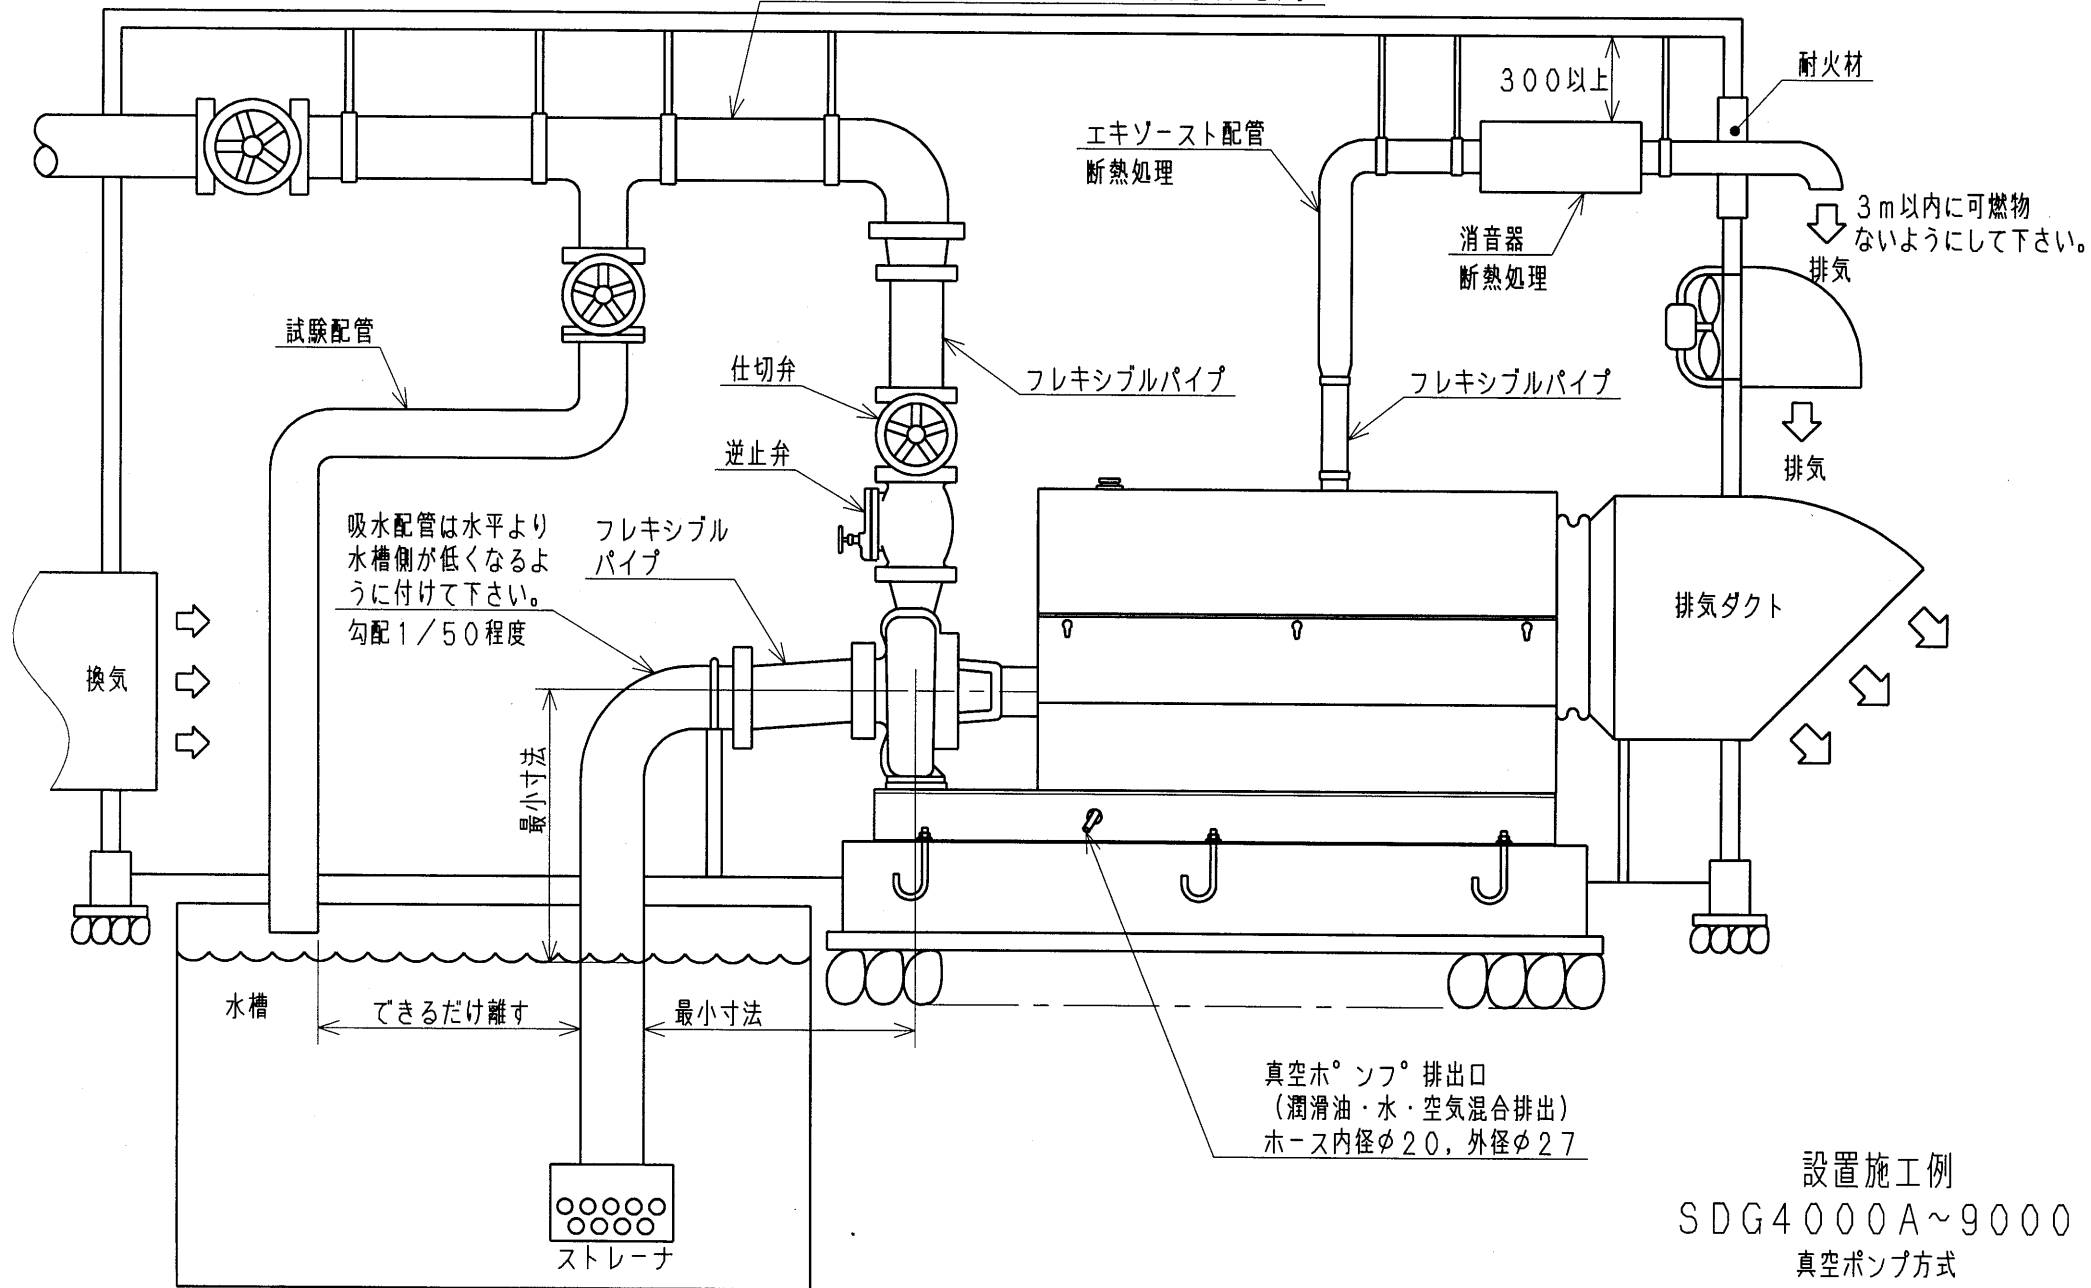 300以上
耐火材
エキゾースト配管
断熱処理
3m以内に可燃物
ないようにして下さい。
排気
消音器
断熱処理
試験配管
仕切弁
フレキシブルパイプ
フレキシブルパイプ
逆止弁
排気
吸水配管は水平より
水槽側が低くなるよ
うに付けて下さい。
勾配1/50程度
フレキシブル
パイプ
排気ダクト
換気
最小寸法
水槽
できるだけ離す
最小寸法
真空ポンプ排出口
(潤滑油・水・空気混合排出)
ホース内径φ20,外径φ27
ストレーナ
設置施工例
SDG4000A~9000
真空ポンプ方式